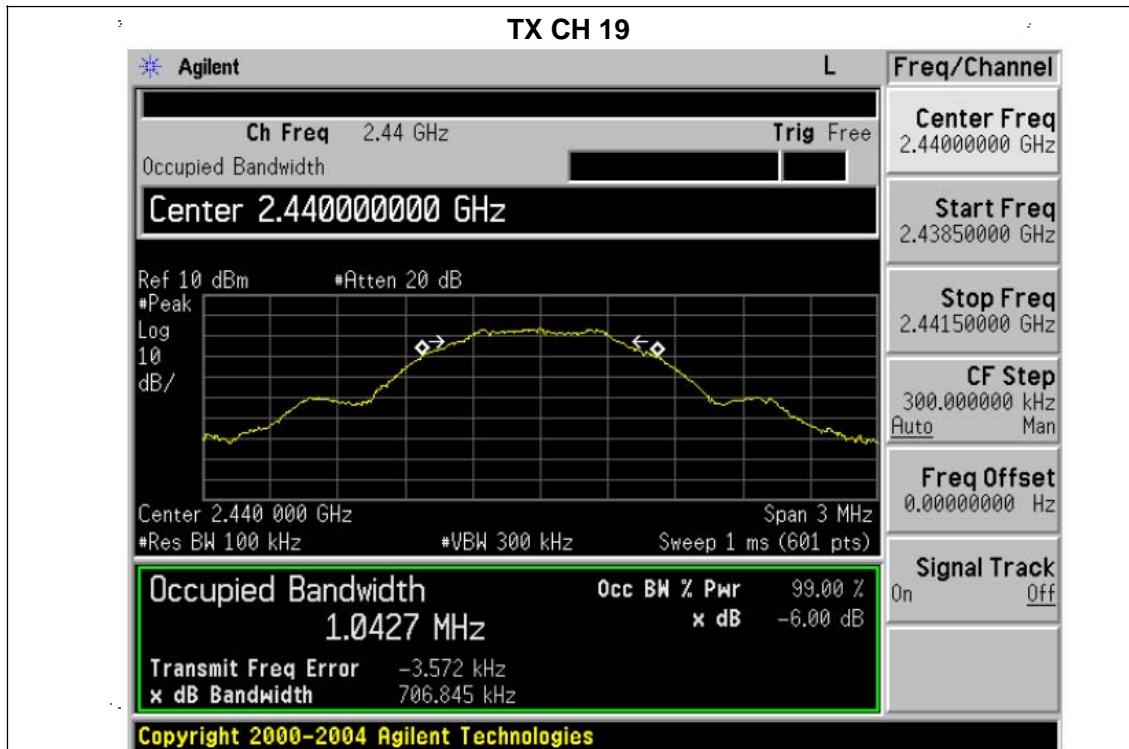 TX CH 19
Agilent L Freq/Channel
Ch Freq 2.44 GHz Trig Free
Occupied Bandwidth
Center 2.440000000 GHz
Ref 10 dBm #Atten 20 dB
#Peak
Log
10
dB/
Center 2.440 000 GHz Span 3 MHz
#Res BW 100 kHz #VBW 300 kHz Sweep 1 ms (601 pts)
Occupied Bandwidth Occ BW % Pwr 99.00 %
1.0427 MHz x dB -6.00 dB
Transmit Freq Error -3.572 kHz
x dB Bandwidth 706.845 kHz
Center Freq
2.44000000 GHz
Start Freq
2.43850000 GHz
Stop Freq
2.44150000 GHz
CF Step
300.000000 kHz
Auto Man
Freq Offset
0.00000000 Hz
Signal Track
On Off
Copyright 2000-2004 Agilent Technologies